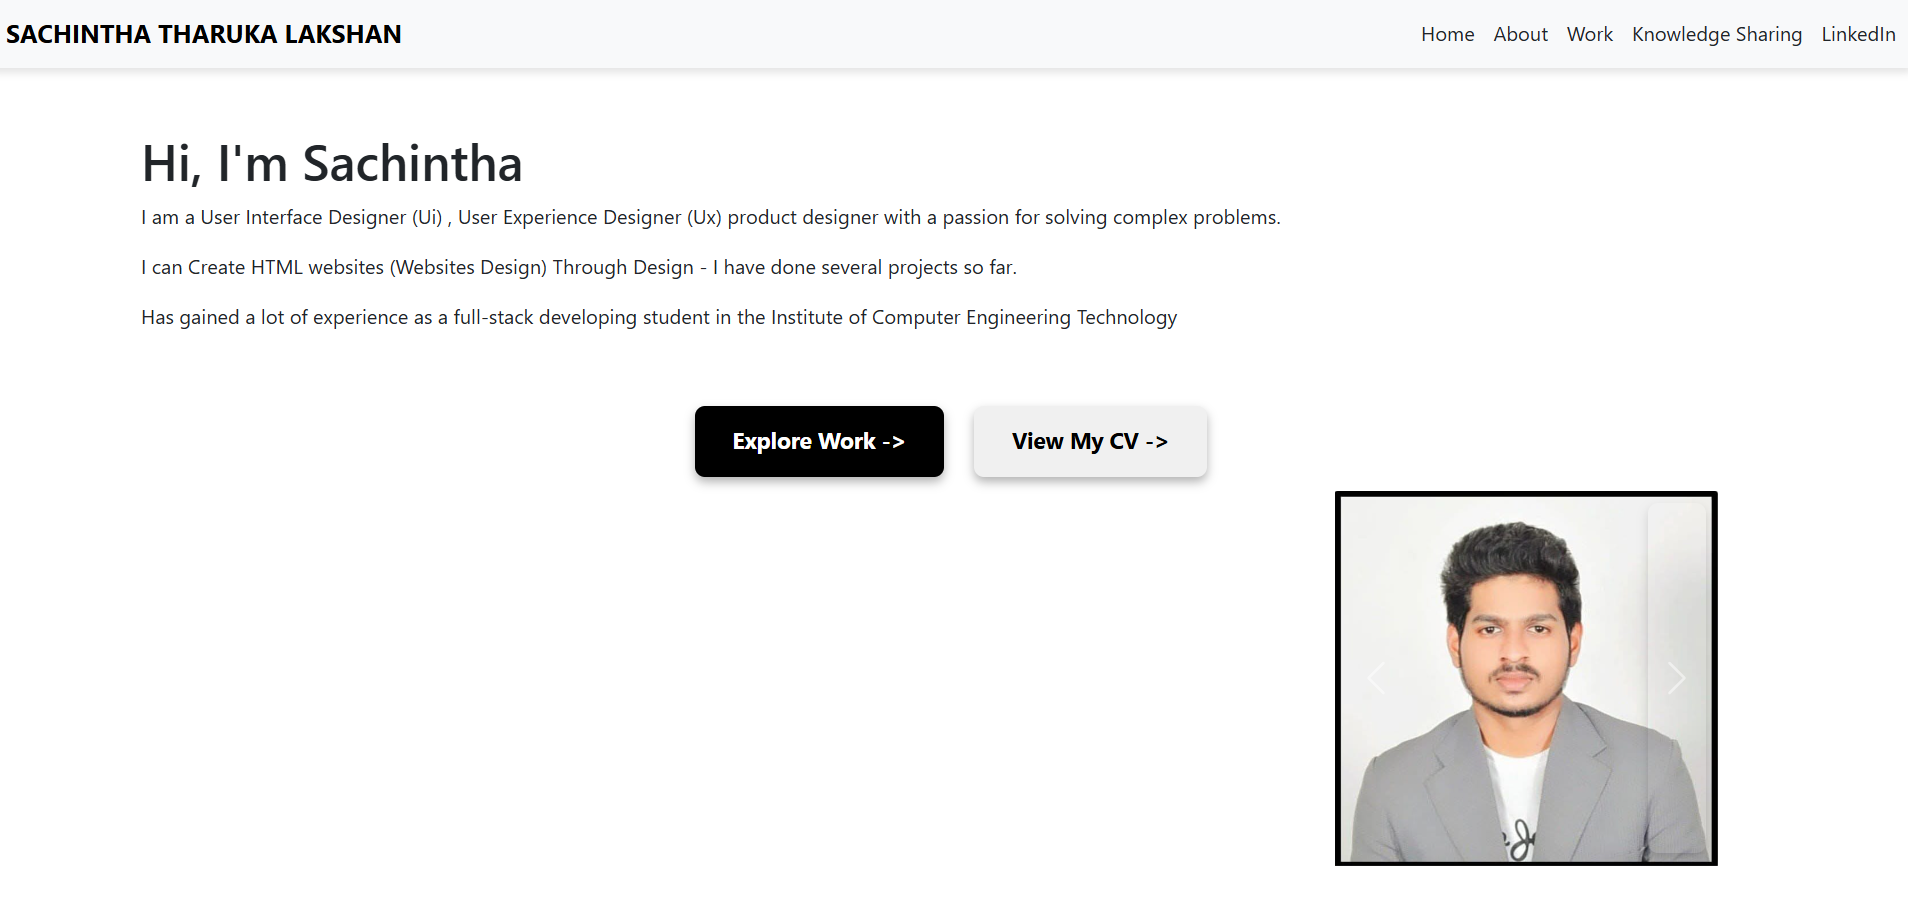 SACHINTHA THARUKA LAKSHAN
Home About Work Knowledge Sharing LinkedIn
Hi, I'm Sachintha
I am a User Interface Designer (Ui) , User Experience Designer (Ux) product designer with a passion for solving complex problems.
I can Create HTML websites (Websites Design) Through Design - I have done several projects so far.
Has gained a lot of experience as a full-stack developing student in the Institute of Computer Engineering Technology
Explore Work ->
View My CV ->